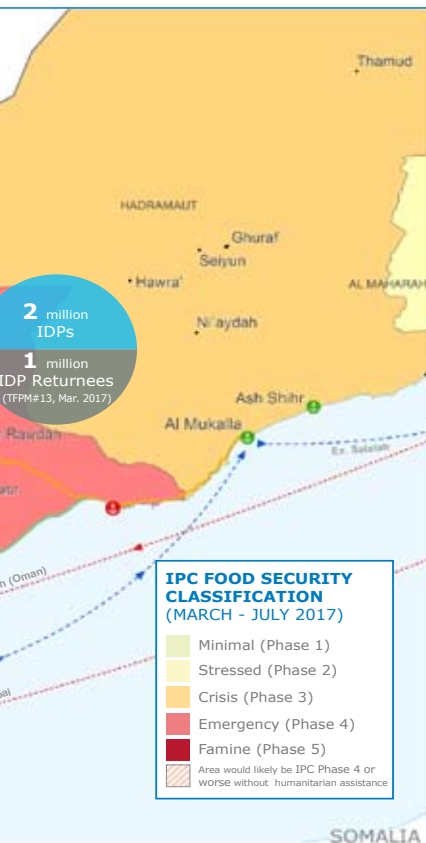 Thamud
HADRAMAUT
Ghuraf
Seiyun
Hawra'
AL MAHARAH
2 million
IDPs
1 million
IDP Returnees
(TFPM#13, Mar. 2017)
Ash Shihr
Al Mukalla
Ex. Salalah
(Oman)
IPC FOOD SECURITY
CLASSIFICATION
(MARCH - JULY 2017)
Minimal (Phase 1)
Stressed (Phase 2)
Crisis (Phase 3)
Emergency (Phase 4)
Famine (Phase 5)
Area would likely be IPC Phase 4 or
worse without humanitarian assistance
SOMALIA